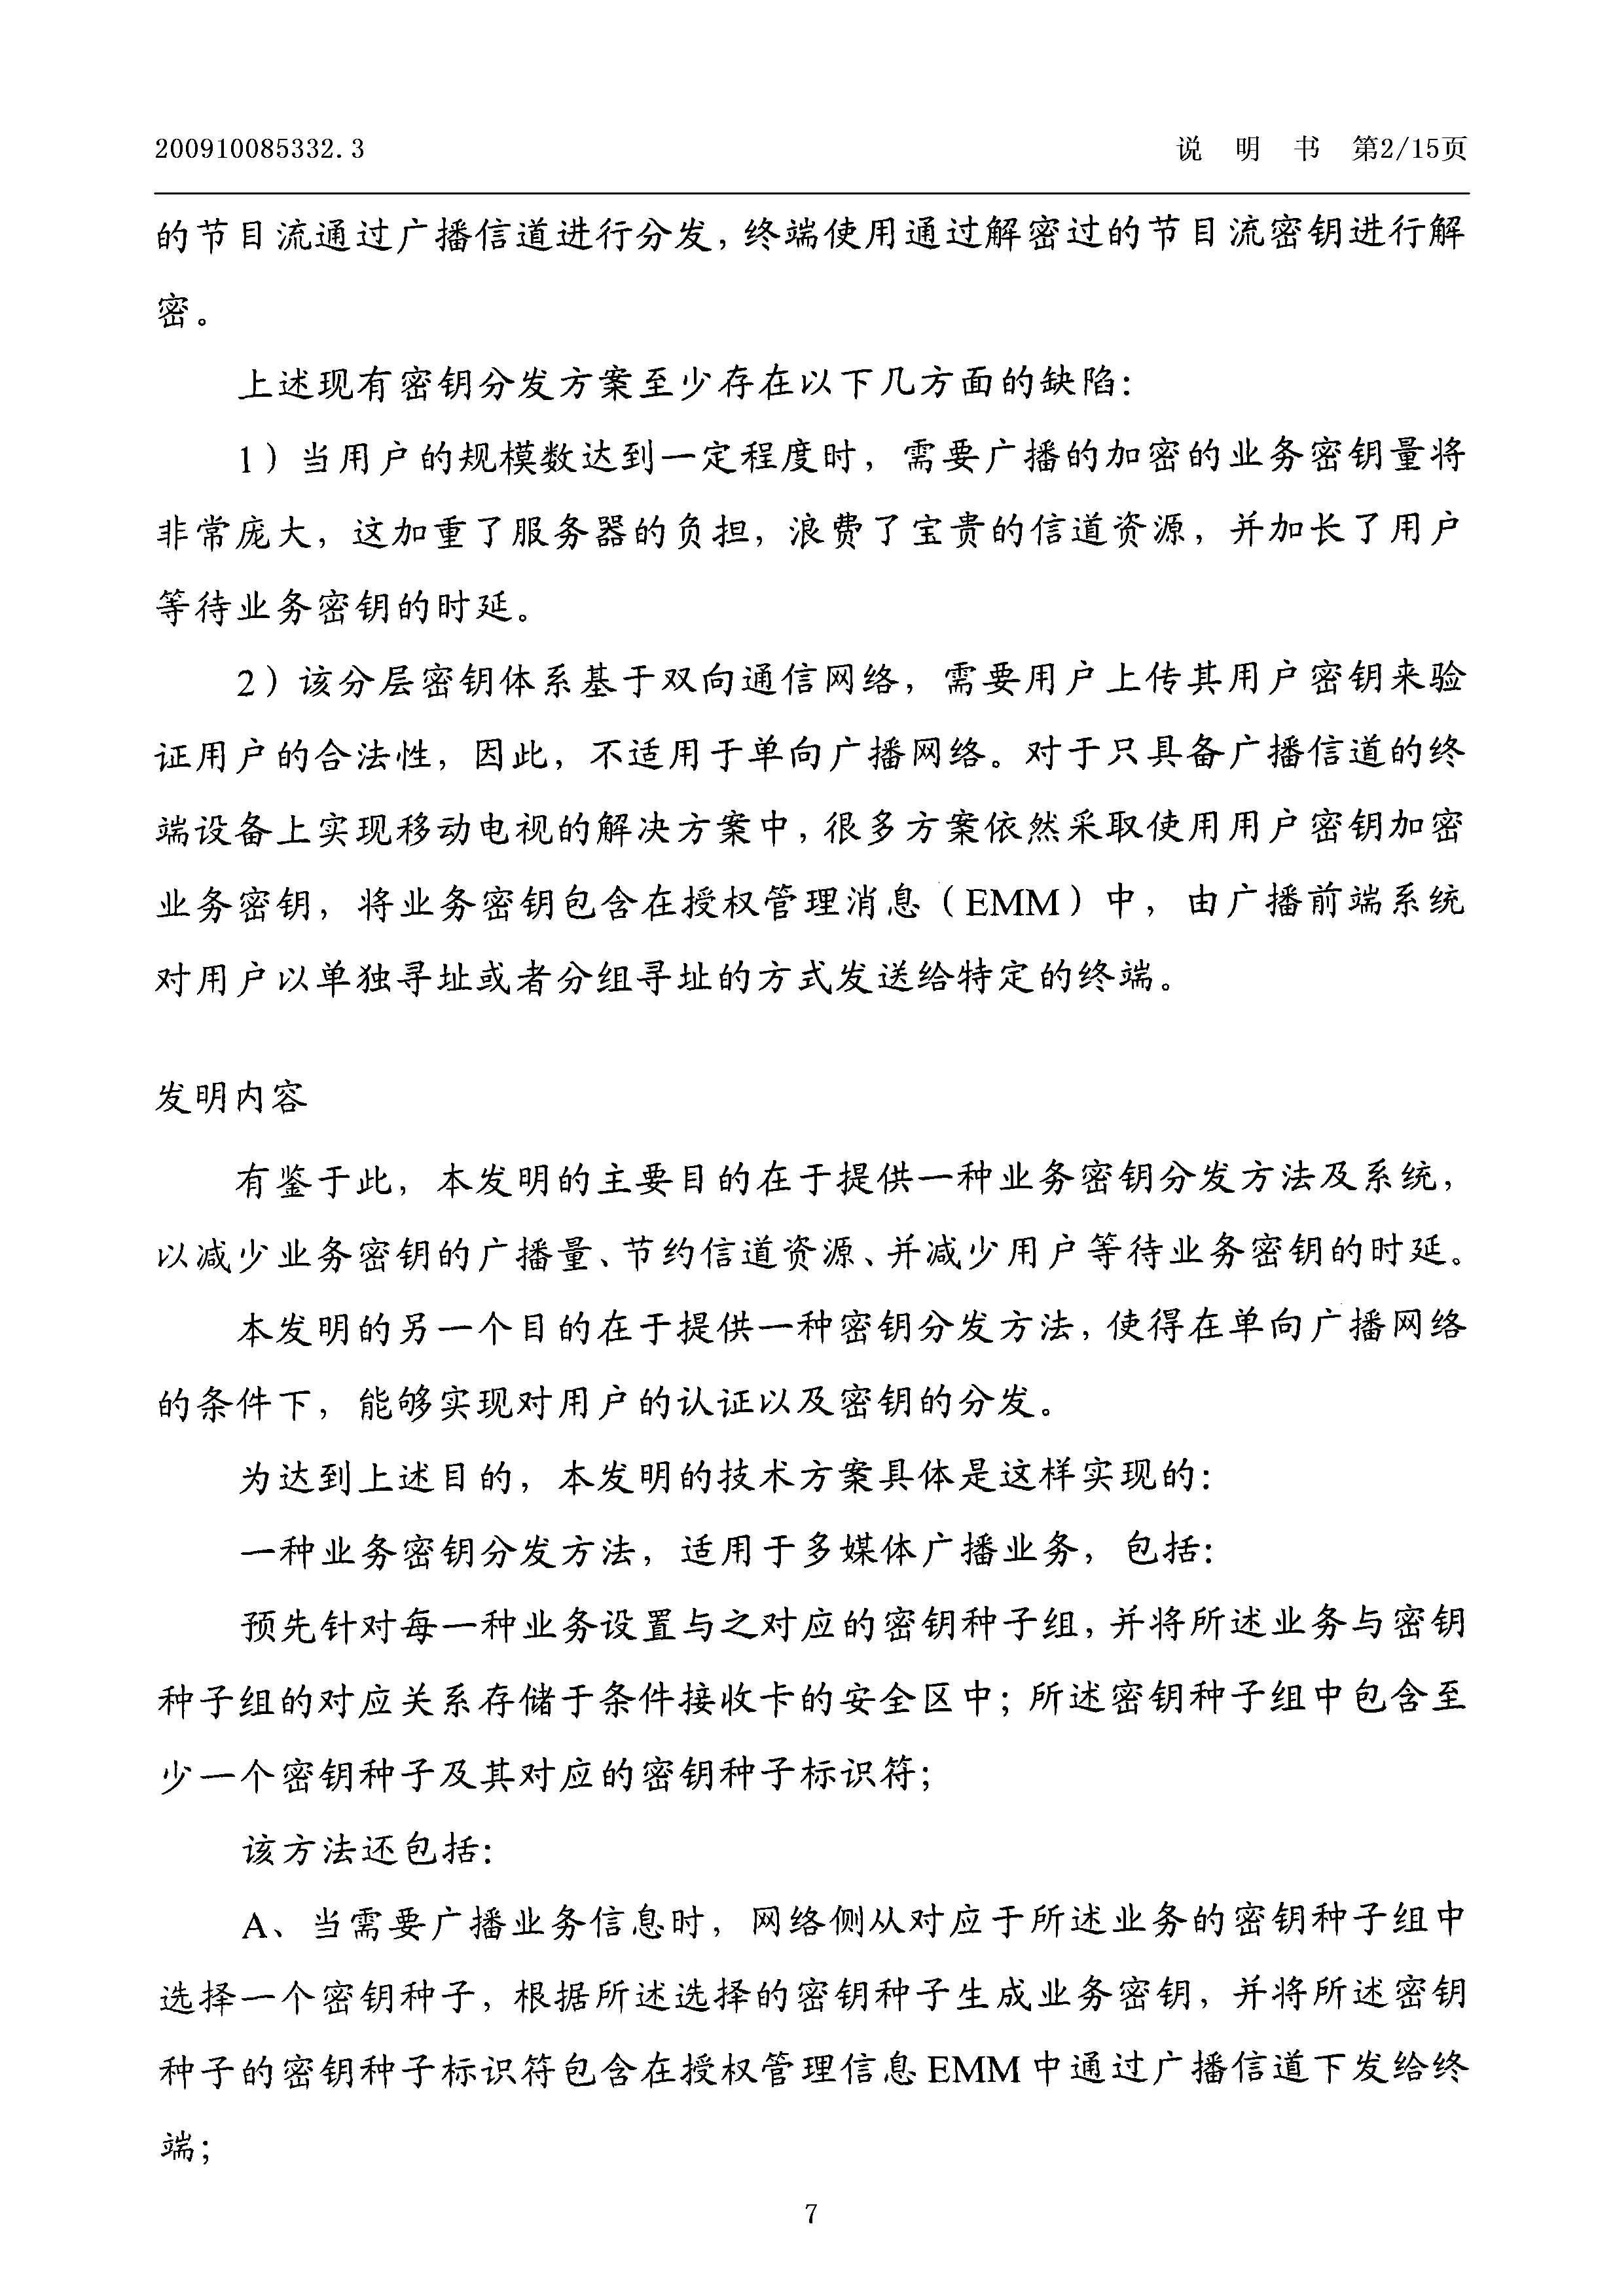 200910085332.3
说 明 书 第2/15页
的节目流通过广播信道进行分发，终端使用通过解密过的节目流密钥进行解
密。
上述现有密钥分发方案至少存在以下几方面的缺陷：
1）当用户的规模数达到一定程度时，需要广播的加密的业务密钥量将
非常庞大，这加重了服务器的负担，浪费了宝贵的信道资源，并加长了用户
等待业务密钥的时延。
2）该分层密钥体系基于双向通信网络，需要用户上传其用户密钥来验
证用户的合法性，因此，不适用于单向广播网络。对于只具备广播信道的终
端设备上实现移动电视的解决方案中，很多方案依然采取使用用户密钥加密
业务密钥，将业务密钥包含在授权管理消息（EMM）中，由广播前端系统
对用户以单独寻址或者分组寻址的方式发送给特定的终端。
发明内容
有鉴于此，本发明的主要目的在于提供一种业务密钥分发方法及系统，
以减少业务密钥的广播量、节约信道资源、并减少用户等待业务密钥的时延。
本发明的另一个目的在于提供一种密钥分发方法，使得在单向广播网络
的条件下，能够实现对用户的认证以及密钥的分发。
为达到上述目的，本发明的技术方案具体是这样实现的：
一种业务密钥分发方法，适用于多媒体广播业务，包括：
预先针对每一种业务设置与之对应的密钥种子组，并将所述业务与密钥
种子组的对应关系存储于条件接收卡的安全区中；所述密钥种子组中包含至
少一个密钥种子及其对应的密钥种子标识符；
该方法还包括：
A、当需要广播业务信息时，网络侧从对应于所述业务的密钥种子组中
选择一个密钥种子，根据所述选择的密钥种子生成业务密钥，并将所述密钥
种子的密钥种子标识符包含在授权管理信息 EMM 中通过广播信道下发给终
端；
7